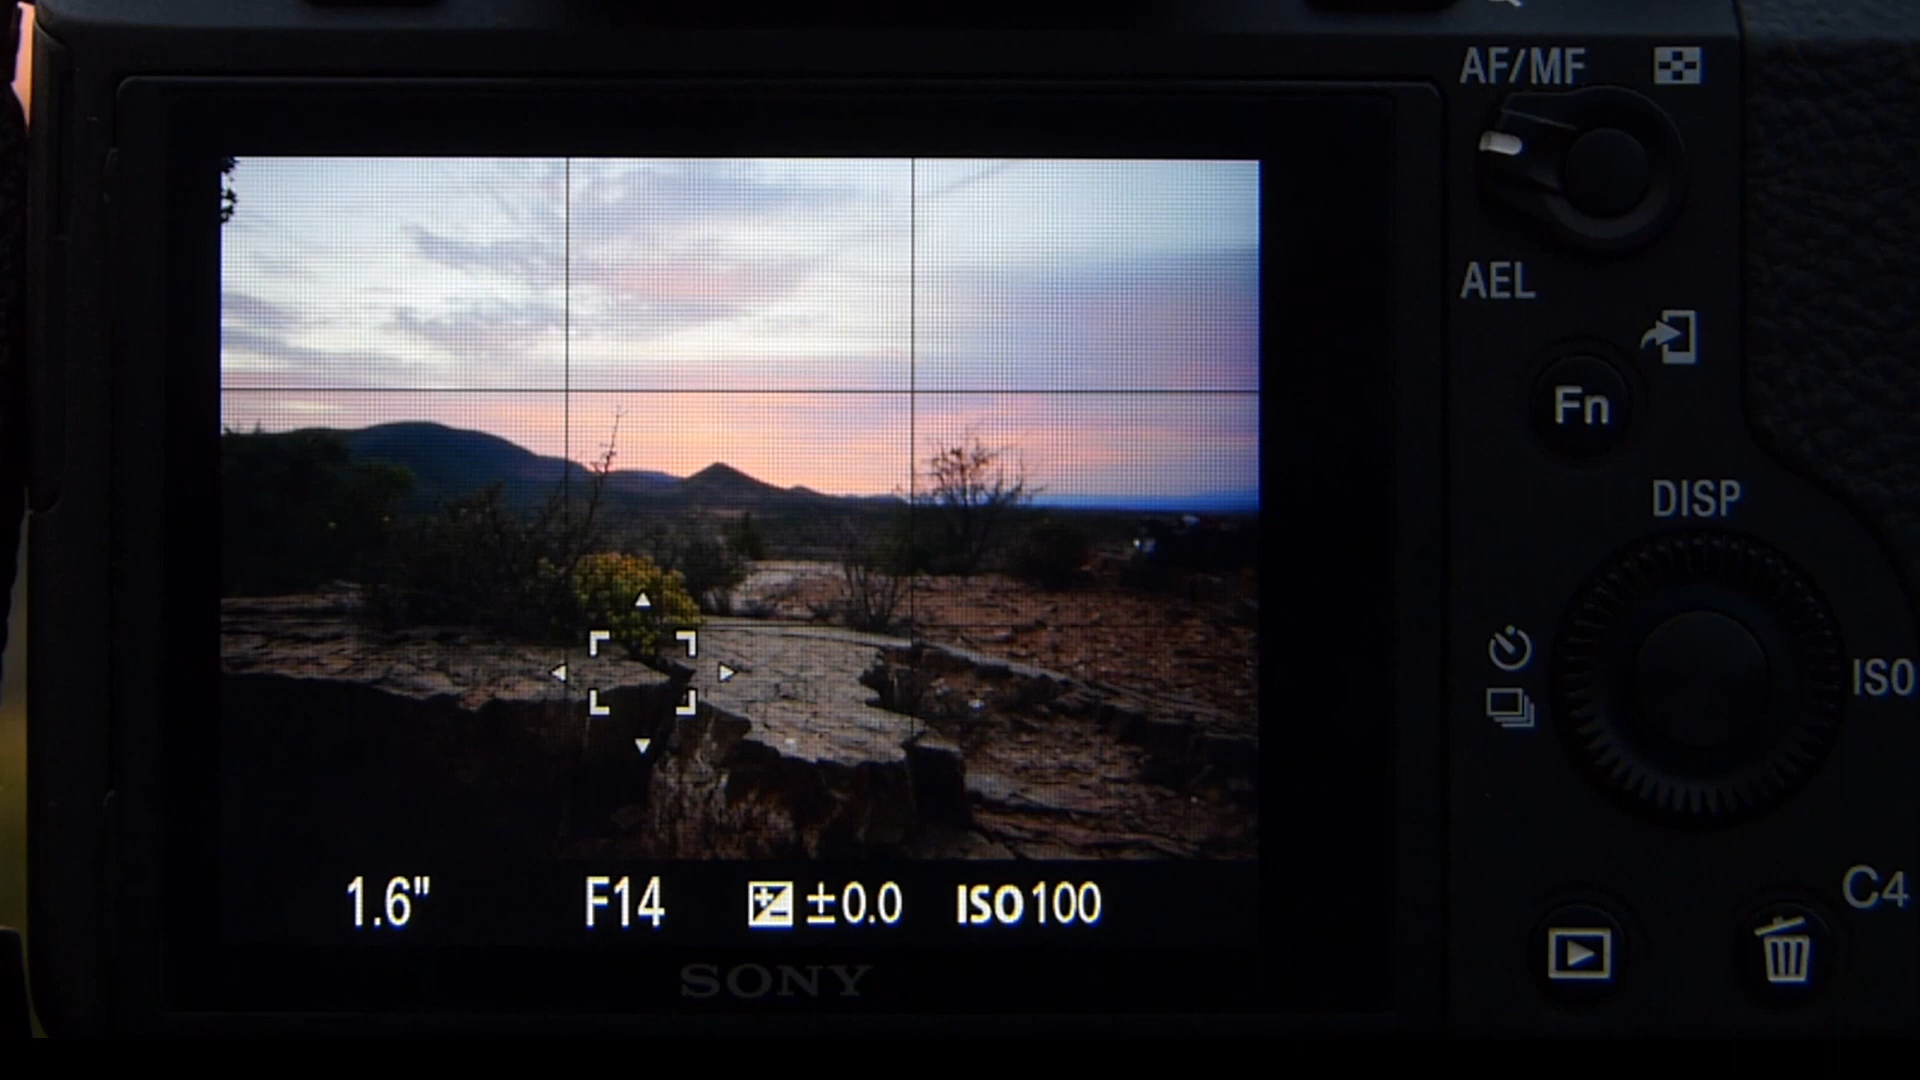 AF/MF
AEL
Fn
DISP
ISO
1.6" F14 ±0.0 ISO 100
C4
SONY